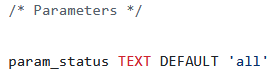 /* Parameters */
param_status TEXT DEFAULT 'all'